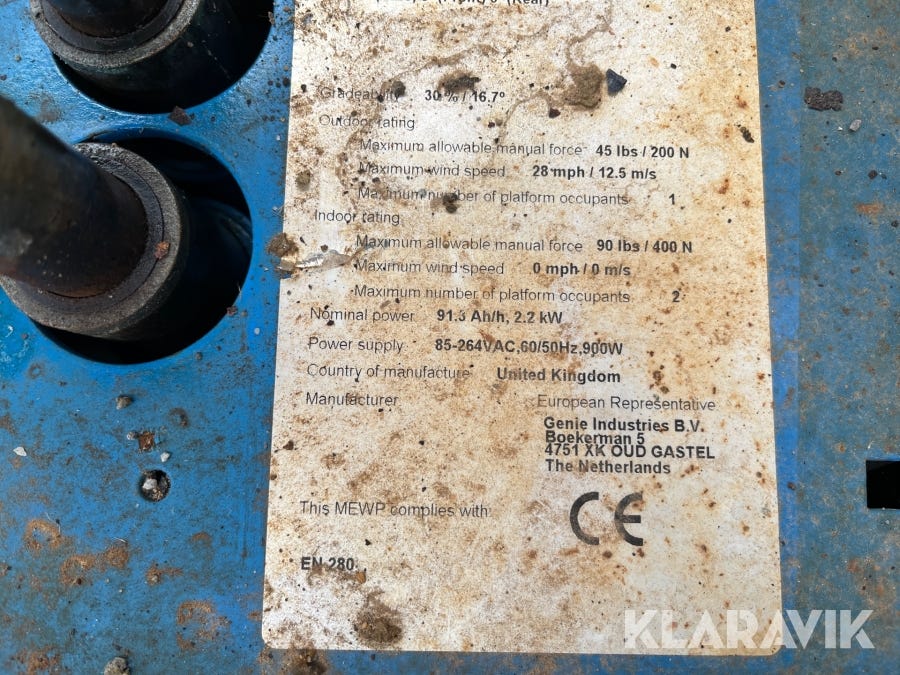 (Rear)
Gradeability 30 % / 16.7º
Outdoor rating
Maximum allowable manual force 45 lbs / 200 N
Maximum wind speed 28 mph / 12.5 m/s
Maximum number of platform occupants 1
Indoor rating
Maximum allowable manual force 90 lbs / 400 N
Maximum wind speed 0 mph / 0 m/s
Maximum number of platform occupants 2
Nominal power 91.3 Ah/h, 2.2 kW
Power supply 85-264VAC,60/50Hz,900W
Country of manufacture United Kingdom
Manufacturer European Representative
Genie Industries B.V.
Boekerman 5
4751 XK OUD GASTEL
The Netherlands
This MEWP complies with:
CE
EN 280
KLARAVIK